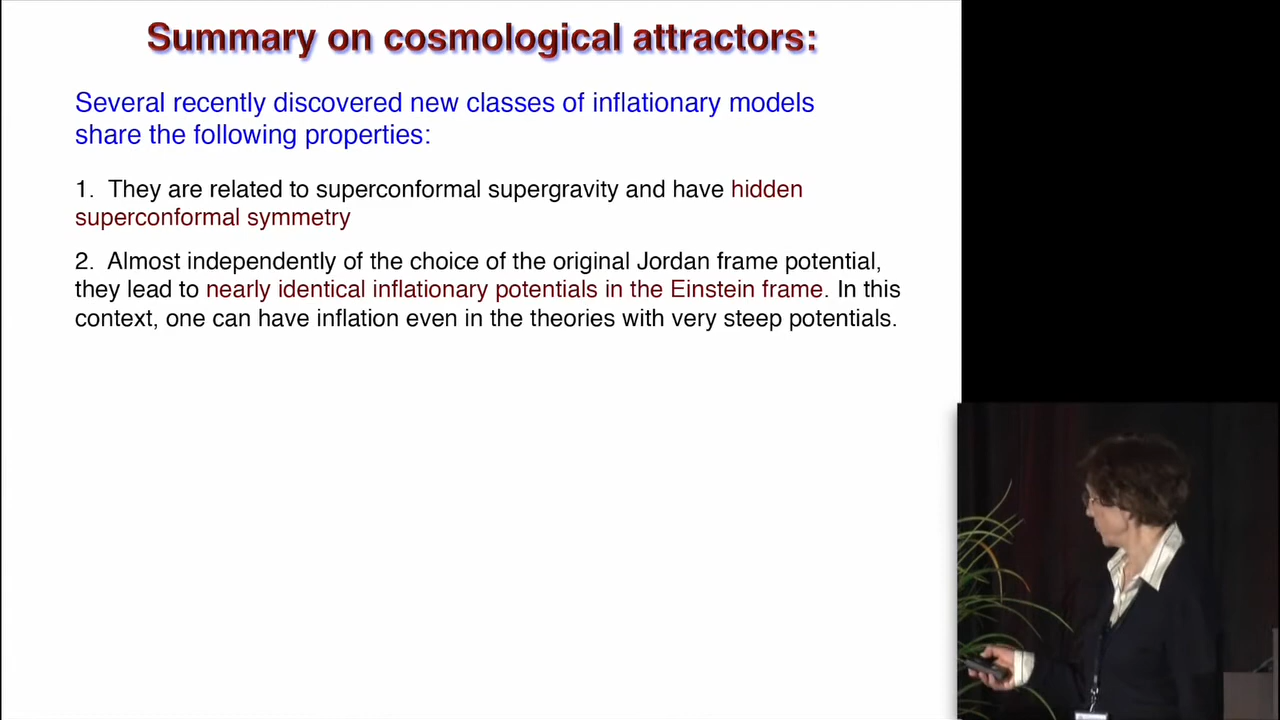 Summary on cosmological attractors:
Several recently discovered new classes of inflationary models
share the following properties:
1. They are related to superconformal supergravity and have hidden
superconformal symmetry
2. Almost independently of the choice of the original Jordan frame potential,
they lead to nearly identical inflationary potentials in the Einstein frame. In this
context, one can have inflation even in the theories with very steep potentials.